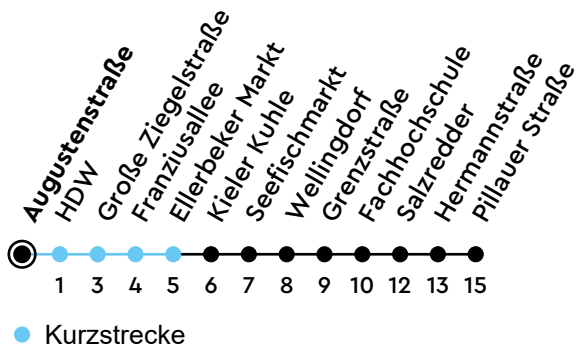 Augustenstraße
HDW
Große Ziegelstraße
Franziusallee
Ellerbeker Markt
Kieler Kuhle
Seefischmarkt
Wellingdorf
Grenzstraße
Fachhochschule
Salzredder
Hermannstraße
Pillauer Straße
1 3 4 5 6 7 8 9 10 12 13 15
Kurzstrecke